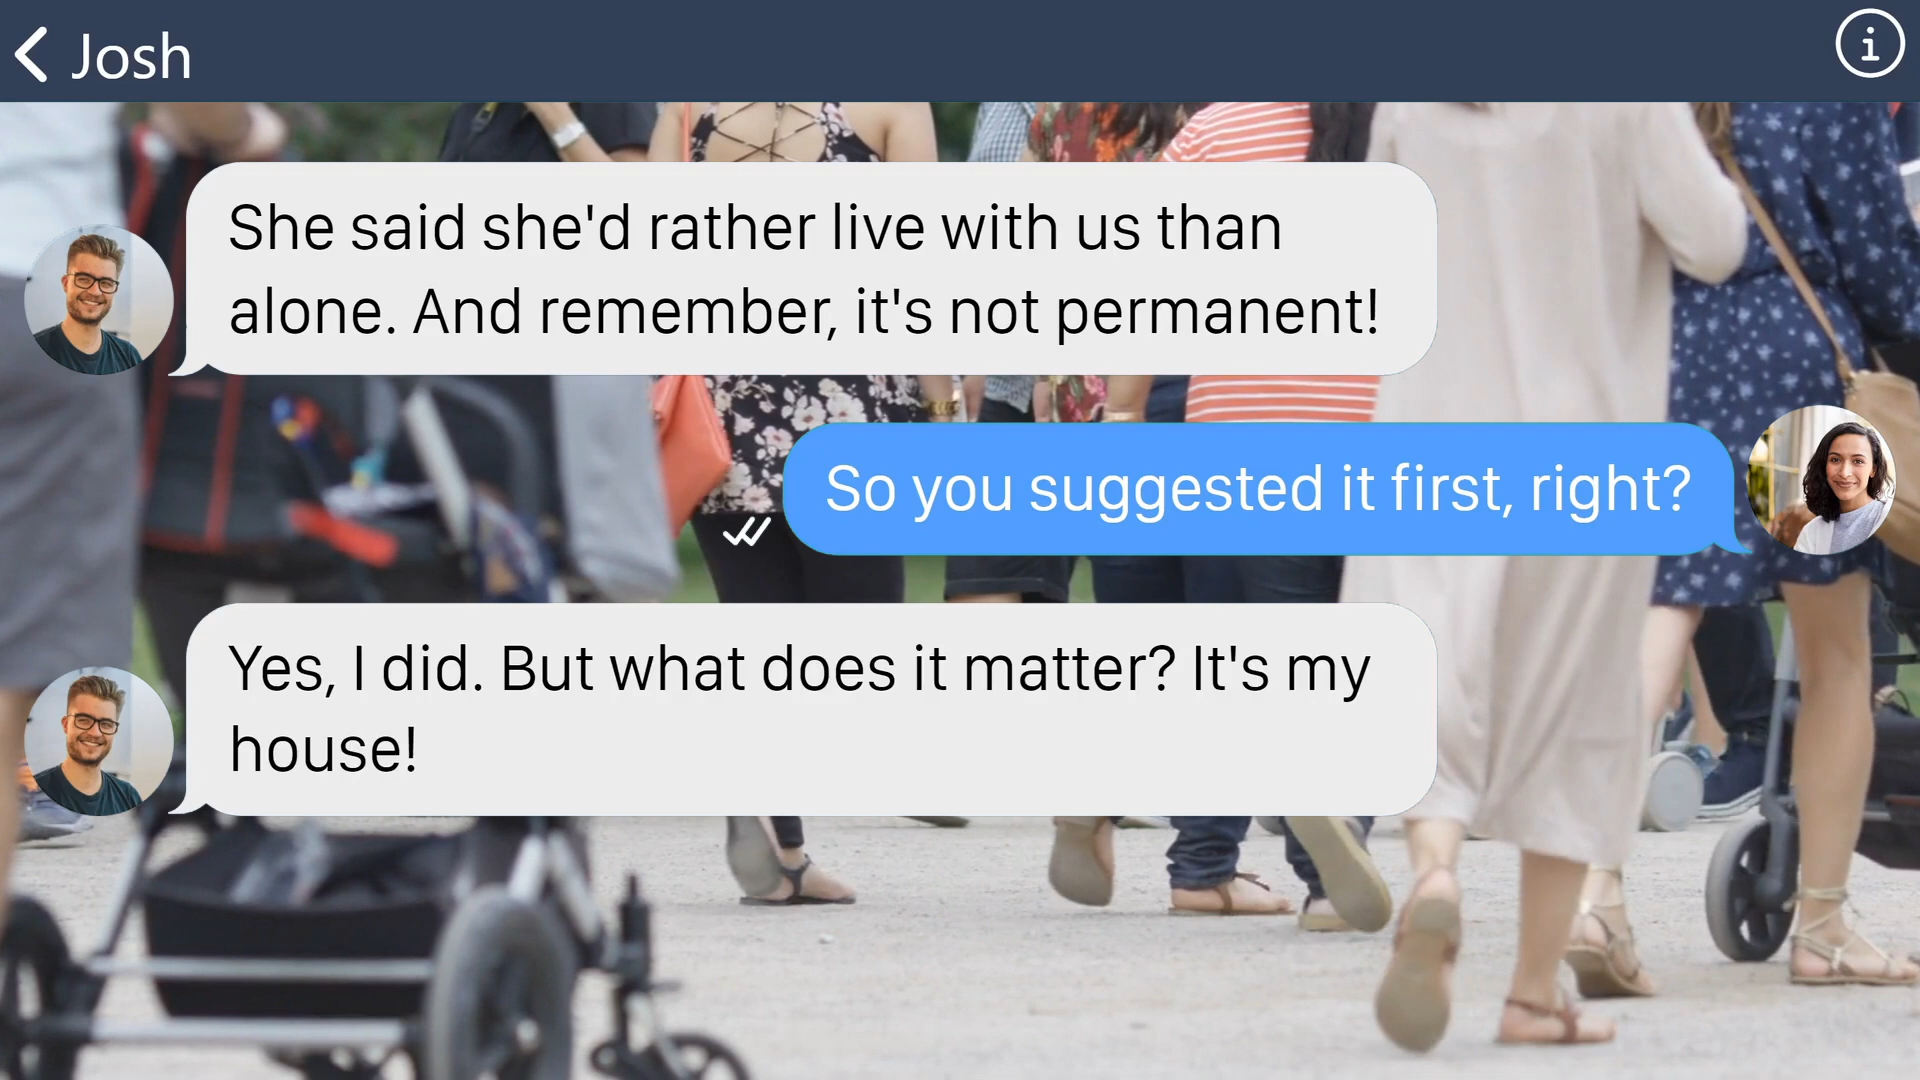 Josh
She said she'd rather live with us than
alone. And remember, it's not permanent!
So you suggested it first, right?
Yes, I did. But what does it matter? It's my
house!